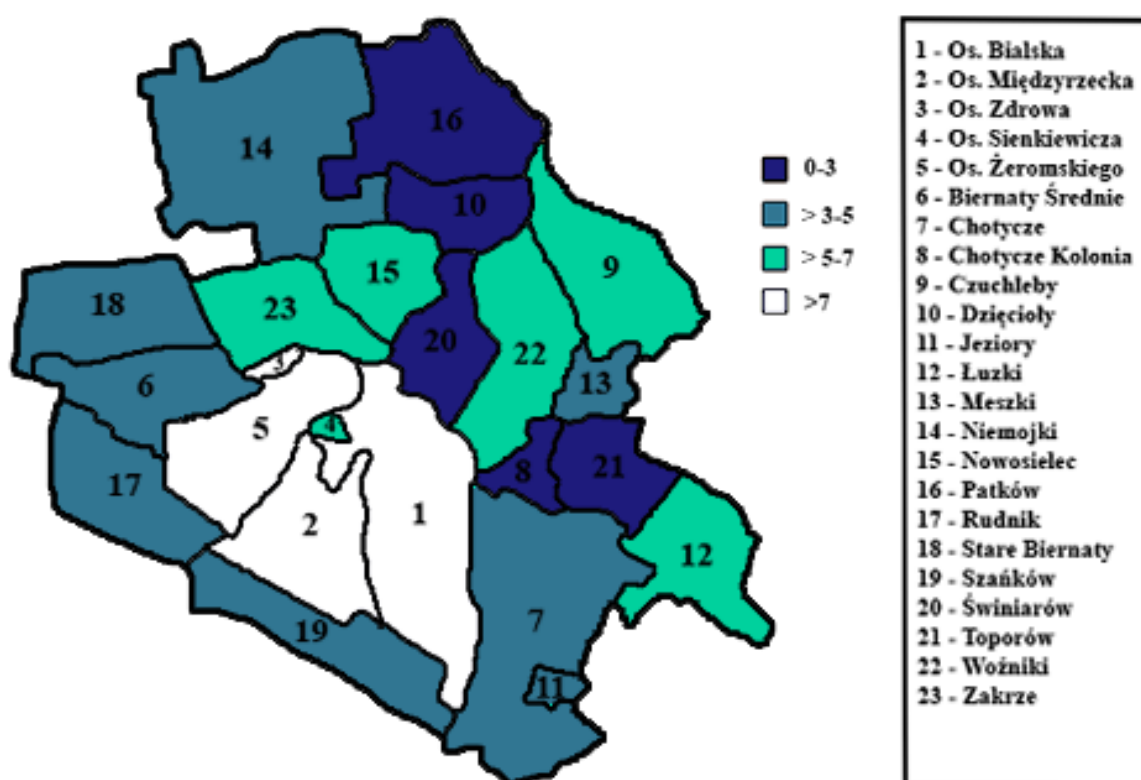 16
14
10
9
15
18
23
20
22
3
6
13
4
5
8
21
17
1
2
12
7
19
11
0-3
> 3-5
> 5-7
>7
1 - Os. Bialska
2 - Os. Międzyrzecka
3 - Os. Zdrowa
4 - Os. Sienkiewicza
5 - Os. Żeromskiego
6 - Biernaty Średnie
7 - Chotycze
8 - Chotycze Kolonia
9 - Czuchleby
10 - Dzięcioły
11 - Jeziory
12 - Łuzki
13 - Meszki
14 - Niemojki
15 - Nowosielec
16 - Patków
17 - Rudnik
18 - Stare Biernaty
19 - Szańków
20 - Świniarów
21 - Toporów
22 - Woźniki
23 - Zakrze